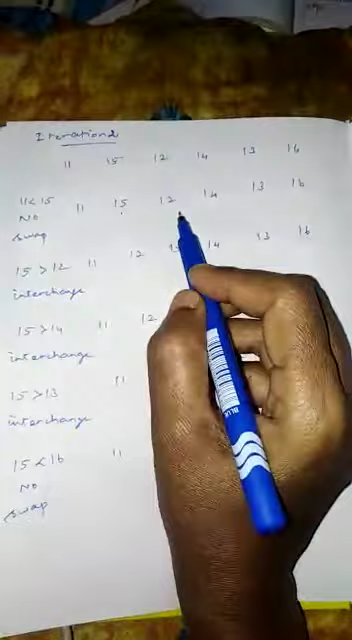 Iteration 2
11 15 12 14 13 16
11 < 15
No 11 15 12 14 13 16
swap
15 > 12 11 12 14 13 16
interchange
15 > 14 11 12
interchange
15 > 13 11
interchange
15 < 16 11
No
swap
BLUE